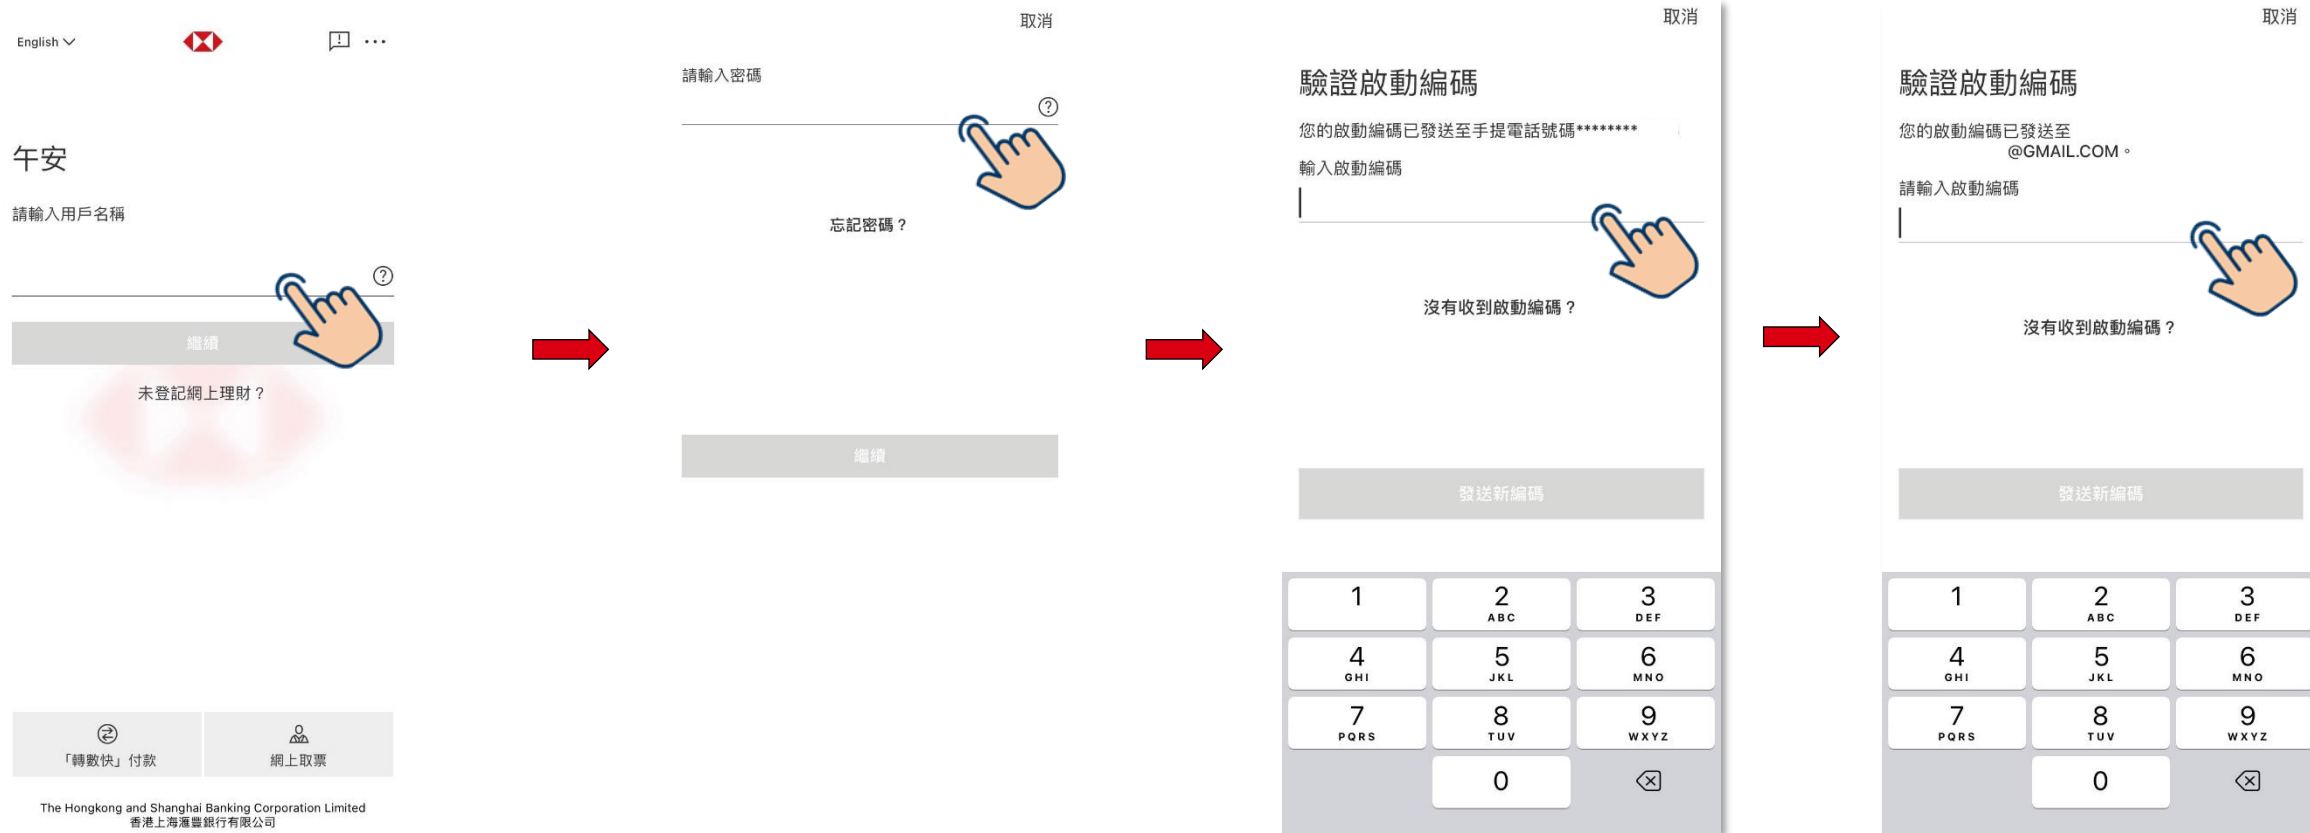 English
午安
請輸入用戶名稱
繼續
未登記網上理財？
「轉數快」付款
網上取票
The Hongkong and Shanghai Banking Corporation Limited
香港上海滙豐銀行有限公司
取消
請輸入密碼
忘記密碼？
繼續
取消
驗證啟動編碼
您的啟動編碼已發送至手提電話號碼********
輸入啟動編碼
沒有收到啟動編碼？
發送新編碼
1
2
ABC
3
DEF
4
GHI
5
JKL
6
MNO
7
PQRS
8
TUV
9
WXYZ
0
取消
驗證啟動編碼
您的啟動編碼已發送至
@GMAIL.COM。
請輸入啟動編碼
沒有收到啟動編碼？
發送新編碼
1
2
ABC
3
DEF
4
GHI
5
JKL
6
MNO
7
PQRS
8
TUV
9
WXYZ
0